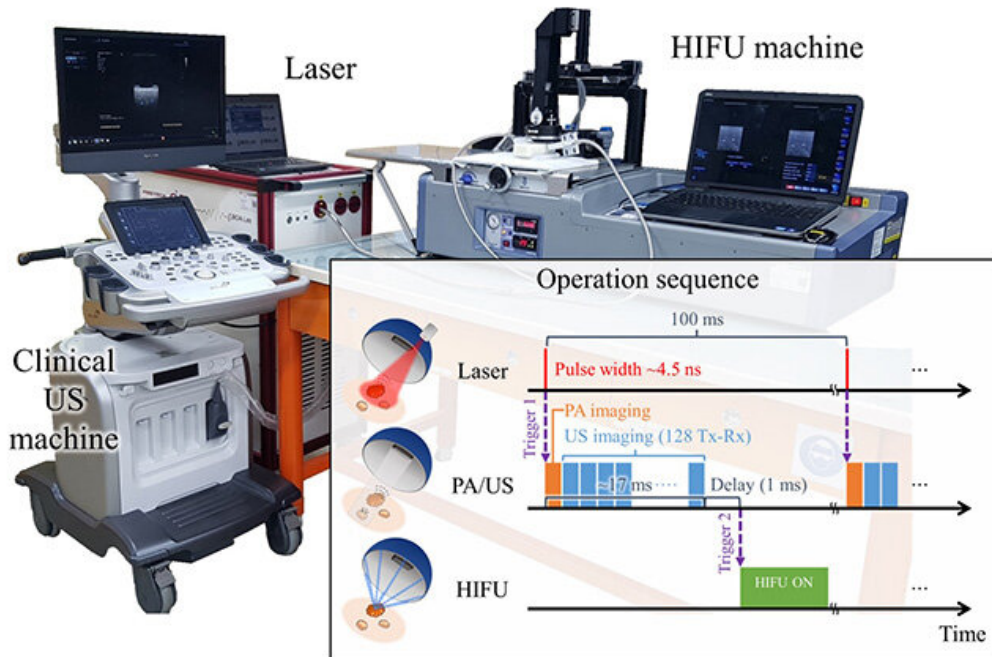 Laser
HIFU machine
Clinical
US
machine
Operation sequence
100 ms
Laser
Pulse width ~4.5 ns
...
Trigger 1
PA imaging
US imaging (128 Tx-Rx)
PA/US
~17 ms
Delay (1 ms)
...
Trigger 2
HIFU
HIFU ON
...
Time